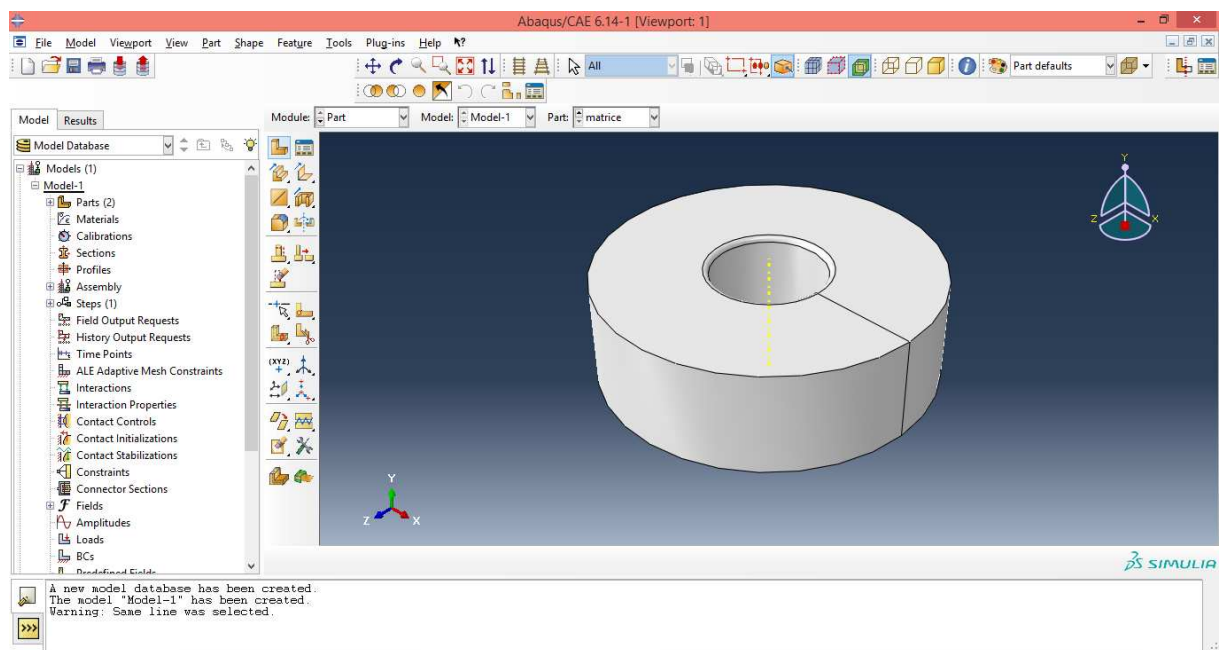 Abaqus/CAE 6.14-1 [Viewport: 1]
File Model Viewport View Part Shape Feature Tools Plug-ins Help
All
Part defaults
Model Results
Module: Part Model: Model-1 Part: matrice
Model Database
Models (1)
Model-1
Parts (2)
Materials
Calibrations
Sections
Profiles
Assembly
Steps (1)
Field Output Requests
History Output Requests
Time Points
ALE Adaptive Mesh Constraints
Interactions
Interaction Properties
Contact Controls
Contact Initializations
Contact Stabilizations
Constraints
Connector Sections
Fields
Amplitudes
Loads
BCs
Predefined Fields
(XYZ)
Y
Z
X
Y
Z
X
SIMULIA
A new model database has been created.
The model "Model-1" has been created.
Warning: Same line was selected.